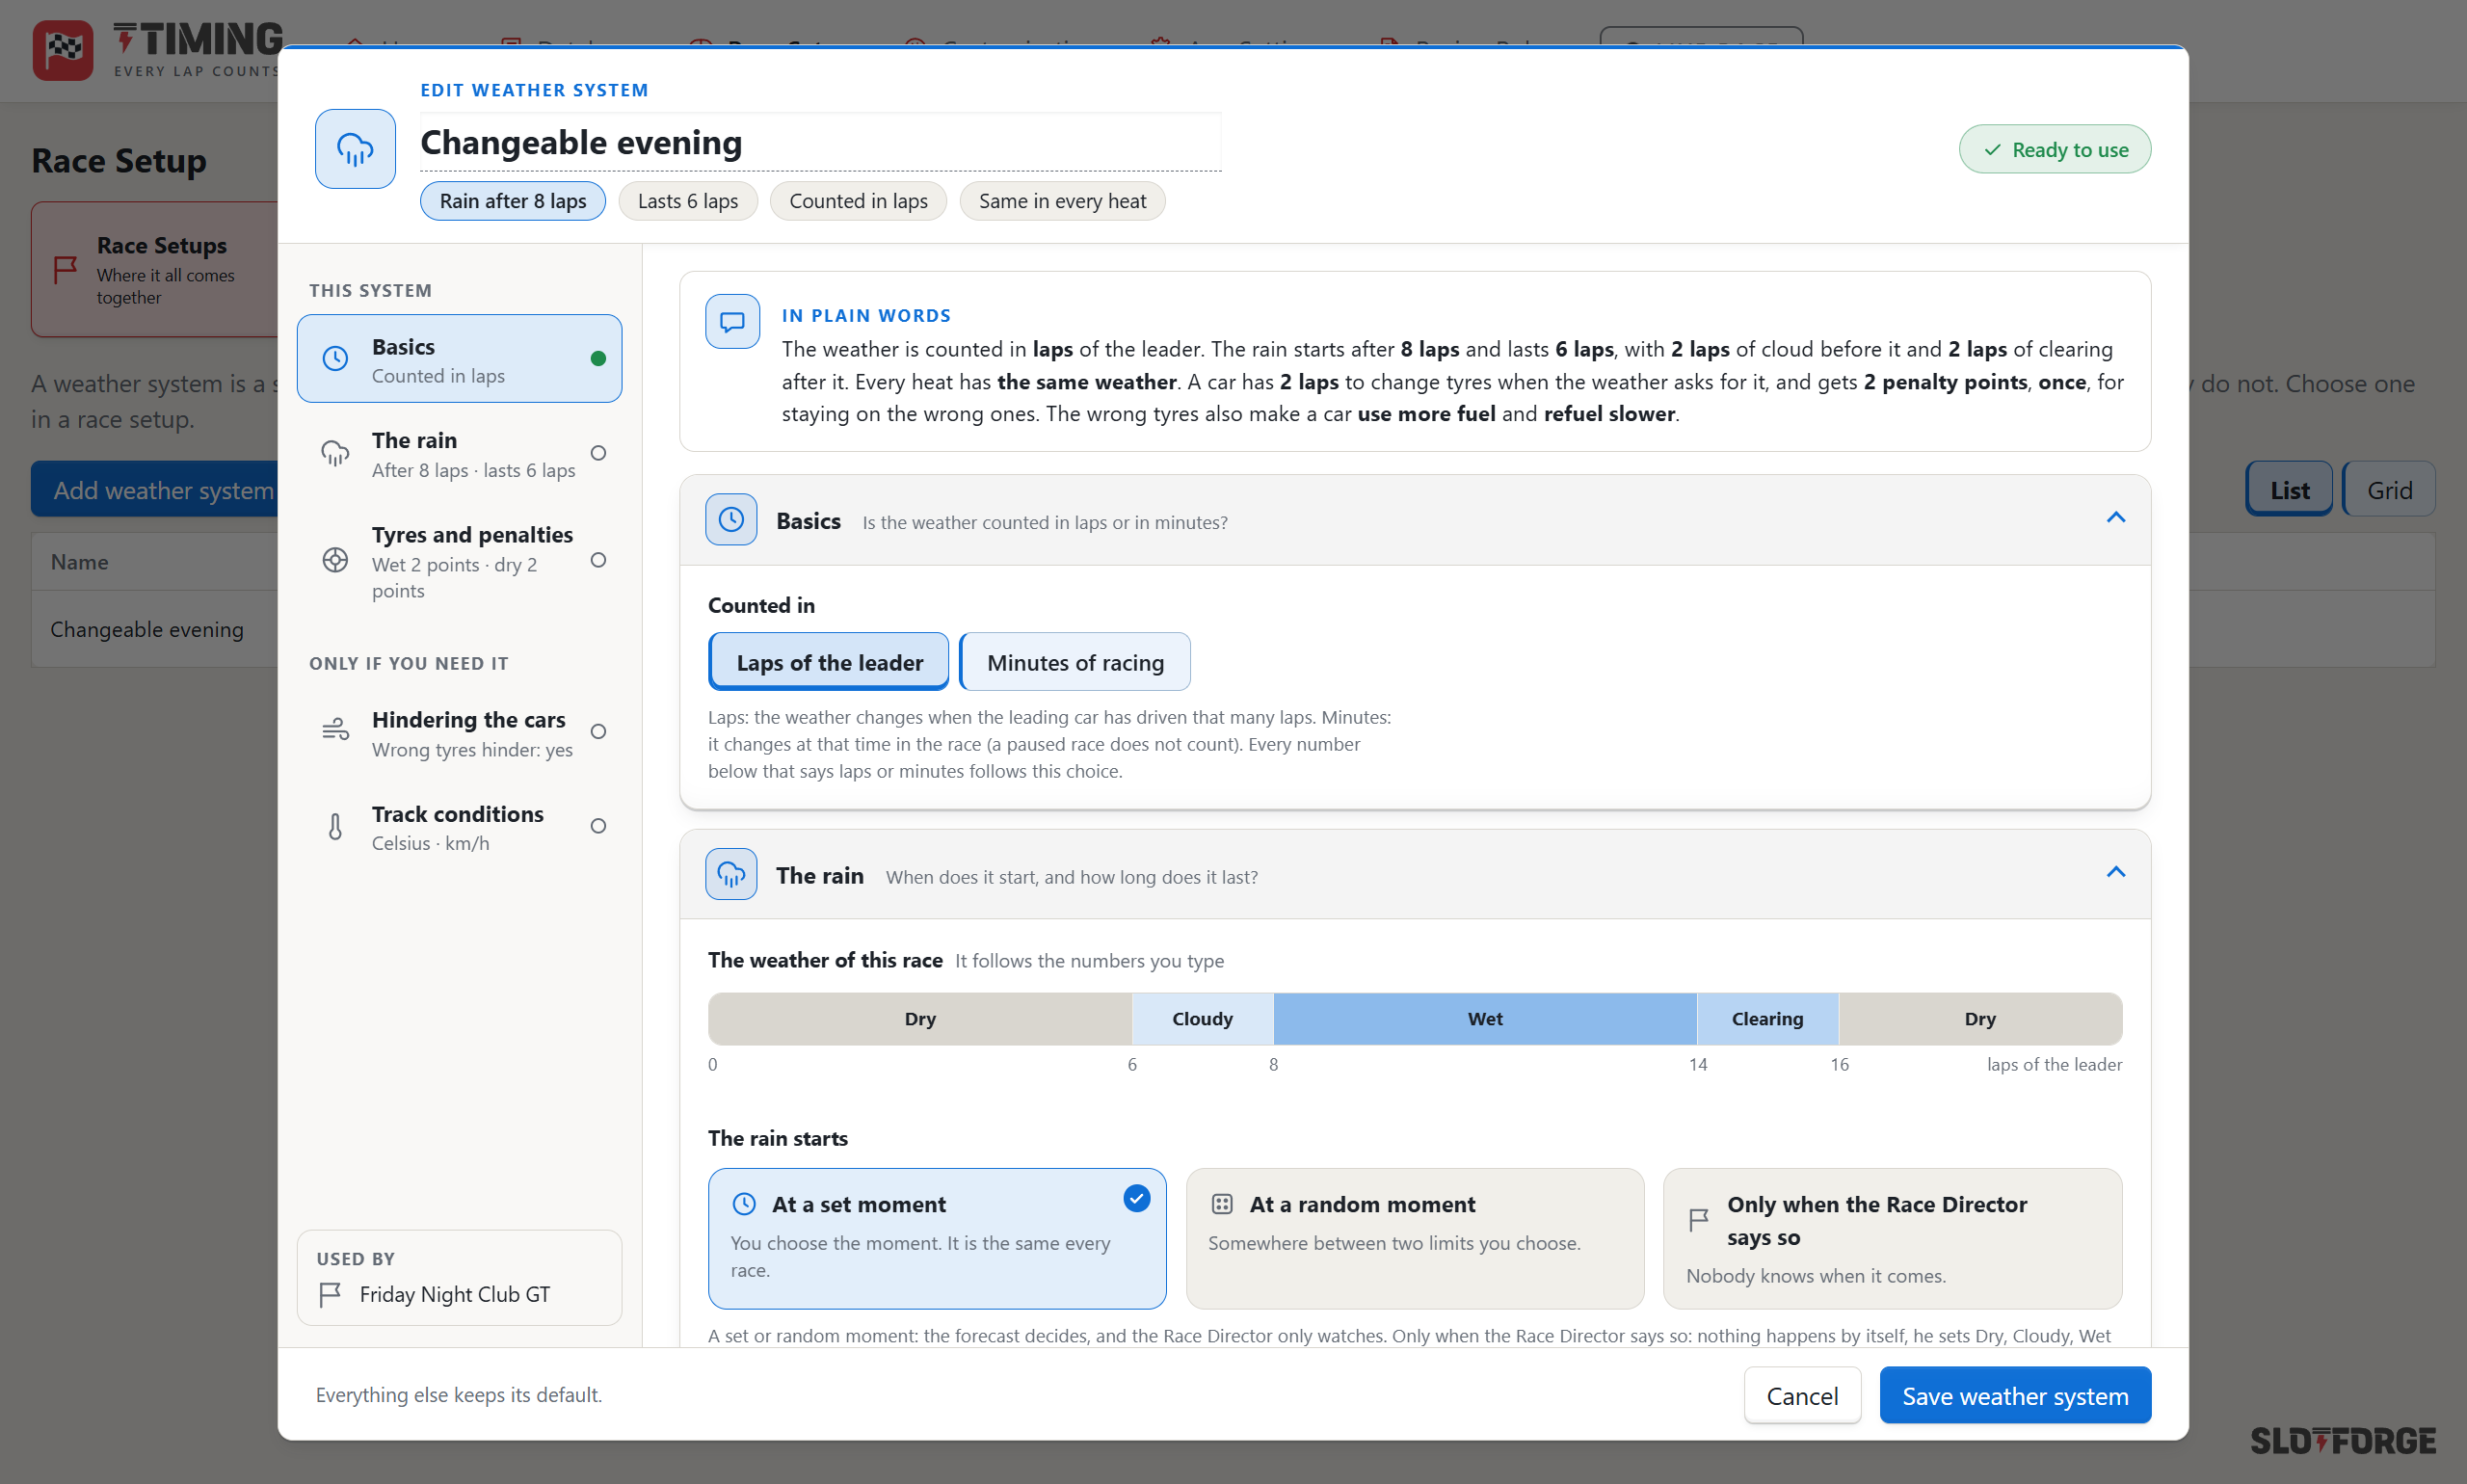 TIMING
EVERY LAP COUNTS
EDIT WEATHER SYSTEM
Changeable evening
Ready to use
Rain after 8 laps
Lasts 6 laps
Counted in laps
Same in every heat
Race Setup
Race Setups
Where it all comes
together
A weather system is a s
in a race setup.
do not. Choose one
Add weather system
List
Grid
Name
Changeable evening
THIS SYSTEM
Basics
Counted in laps
The rain
After 8 laps · lasts 6 laps
Tyres and penalties
Wet 2 points · dry 2
points
ONLY IF YOU NEED IT
Hindering the cars
Wrong tyres hinder: yes
Track conditions
Celsius · km/h
USED BY
Friday Night Club GT
IN PLAIN WORDS
The weather is counted in laps of the leader. The rain starts after 8 laps and lasts 6 laps, with 2 laps of cloud before it and 2 laps of clearing
after it. Every heat has the same weather. A car has 2 laps to change tyres when the weather asks for it, and gets 2 penalty points, once, for
staying on the wrong ones. The wrong tyres also make a car use more fuel and refuel slower.
Basics Is the weather counted in laps or in minutes?
Counted in
Laps of the leader
Minutes of racing
Laps: the weather changes when the leading car has driven that many laps. Minutes:
it changes at that time in the race (a paused race does not count). Every number
below that says laps or minutes follows this choice.
The rain When does it start, and how long does it last?
The weather of this race It follows the numbers you type
Dry Cloudy Wet Clearing Dry
0 6 8 14 16 laps of the leader
The rain starts
At a set moment
You choose the moment. It is the same every
race.
At a random moment
Somewhere between two limits you choose.
Only when the Race Director
says so
Nobody knows when it comes.
A set or random moment: the forecast decides, and the Race Director only watches. Only when the Race Director says so: nothing happens by itself, he sets Dry, Cloudy, Wet
Everything else keeps its default.
Cancel
Save weather system
SLOTFORGE